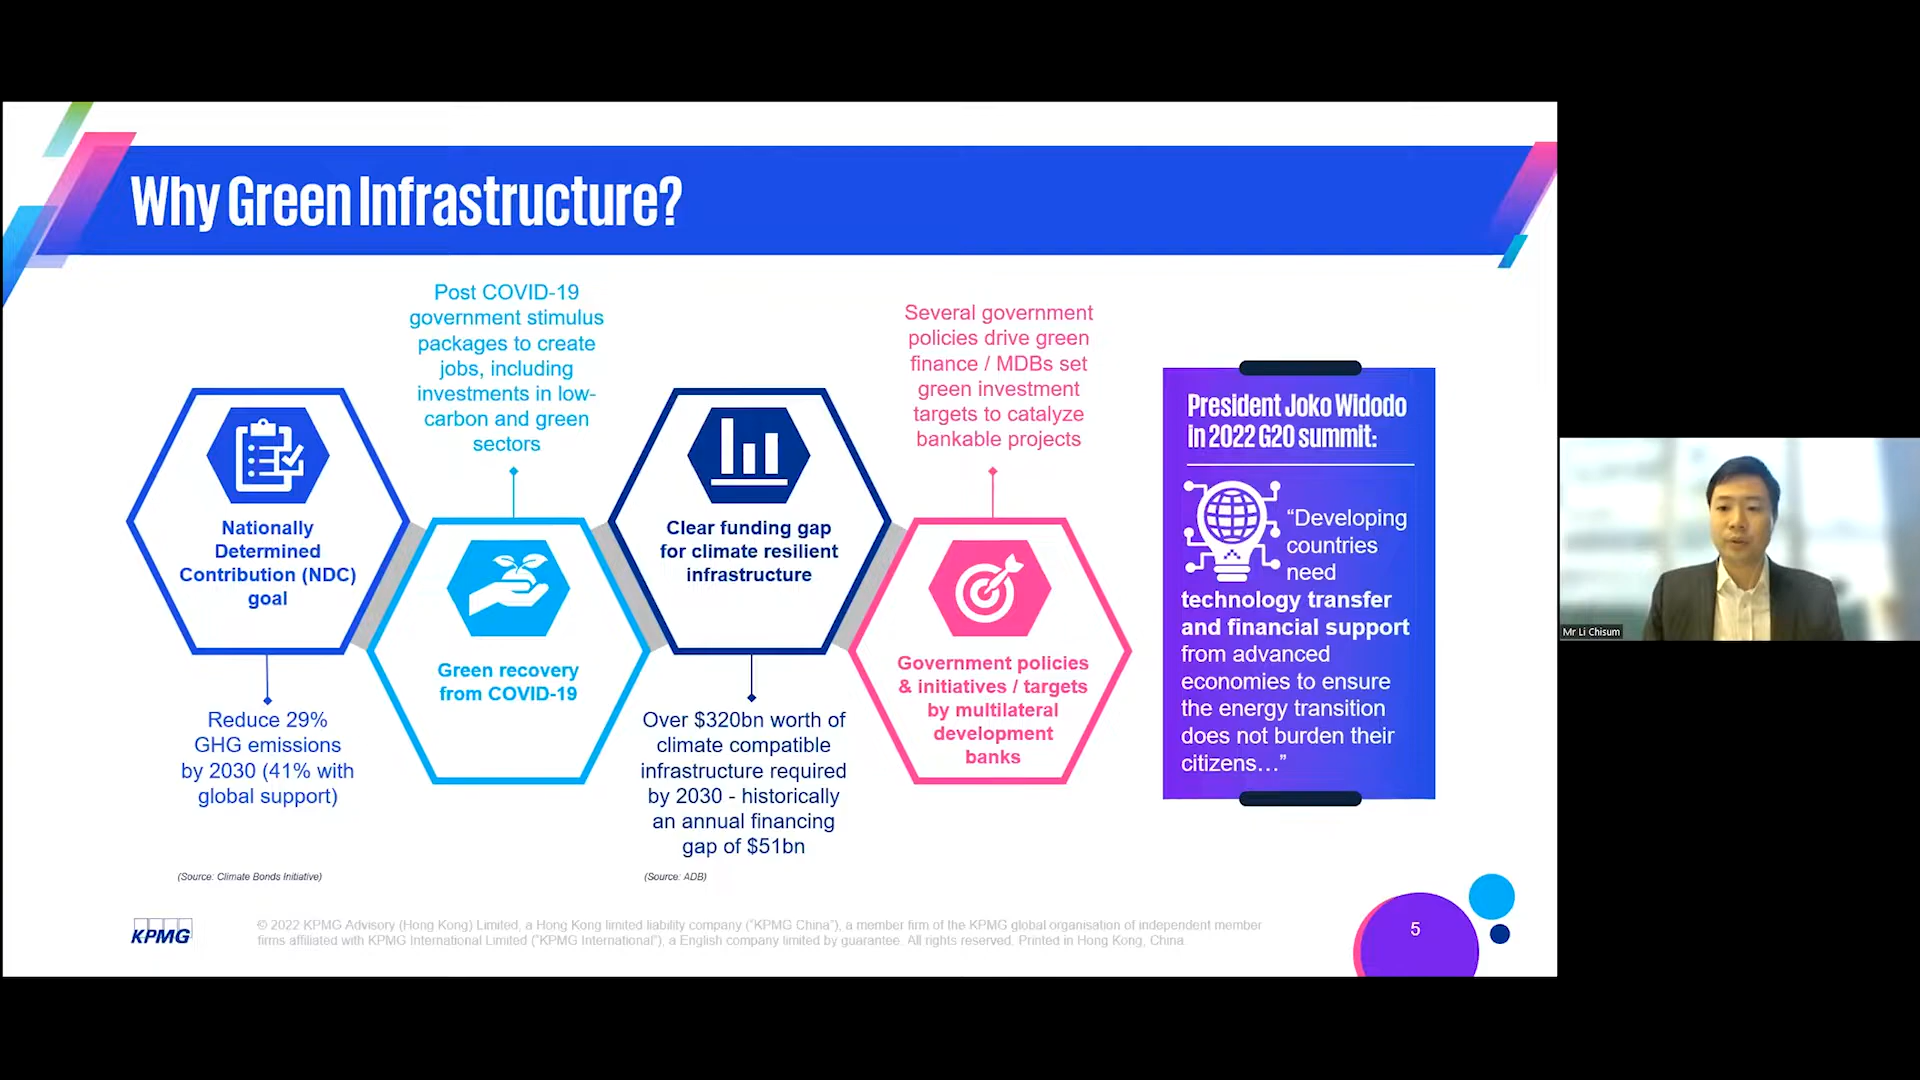 Why Green Infrastructure?
Nationally
Determined
Contribution (NDC)
goal
Reduce 29%
GHG emissions
by 2030 (41% with
global support)
(Source: Climate Bonds Initiative)
Post COVID-19
government stimulus
packages to create
jobs, including
investments in low-
carbon and green
sectors
Green recovery
from COVID-19
Clear funding gap
for climate resilient
infrastructure
Over $320bn worth of
climate compatible
infrastructure required
by 2030 - historically
an annual financing
gap of $51bn
(Source: ADB)
Several government
policies drive green
finance / MDBs set
green investment
targets to catalyze
bankable projects
Government policies
& initiatives / targets
by multilateral
development
banks
President Joko Widodo
in 2022 G20 summit:
“Developing
countries
need
technology transfer
and financial support
from advanced
economies to ensure
the energy transition
does not burden their
citizens…”
Mr Li Chisum
KPMG
© 2022 KPMG Advisory (Hong Kong) Limited, a Hong Kong limited liability company (“KPMG China”), a member firm of the KPMG global organisation of independent member
firms affiliated with KPMG International Limited (“KPMG International”), a English company limited by guarantee. All rights reserved. Printed in Hong Kong, China.
5